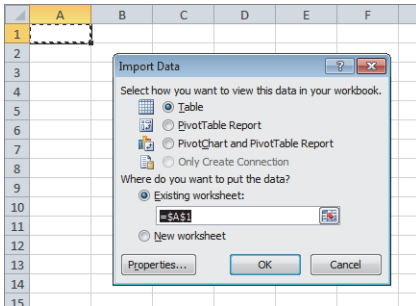 A B C D E F
1
2
Import Data
3
4
Select how you want to view this data in your workbook.
5
Table
6
PivotTable Report
7
PivotChart and PivotTable Report
8
Only Create Connection
9
Where do you want to put the data?
Existing worksheet:
10
=$A$1
11
New worksheet
12
13
Properties... OK Cancel
14
15